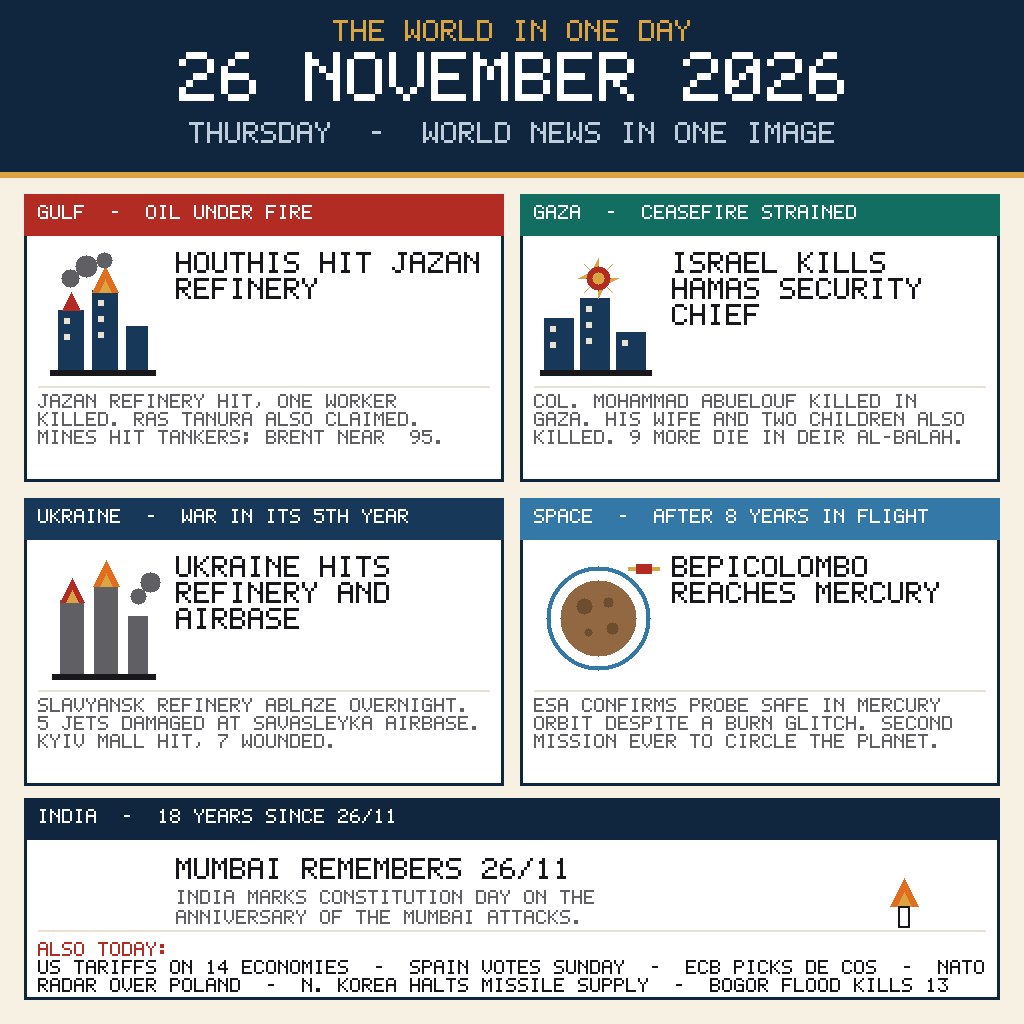 THE WORLD IN ONE DAY
26 NOVEMBER 2026
THURSDAY - WORLD NEWS IN ONE IMAGE
GULF - OIL UNDER FIRE
HOUTHIS HIT JAZAN
REFINERY
JAZAN REFINERY HIT, ONE WORKER
KILLED. RAS TANURA ALSO CLAIMED.
MINES HIT TANKERS; BRENT NEAR 95.
GAZA - CEASEFIRE STRAINED
ISRAEL KILLS
HAMAS SECURITY
CHIEF
COL. MOHAMMAD ABUELOUF KILLED IN
GAZA. HIS WIFE AND TWO CHILDREN ALSO
KILLED. 9 MORE DIE IN DEIR AL-BALAH.
UKRAINE - WAR IN ITS 5TH YEAR
UKRAINE HITS
REFINERY AND
AIRBASE
SLAVYANSK REFINERY ABLAZE OVERNIGHT.
5 JETS DAMAGED AT SAVASLEYKA AIRBASE.
KYIV MALL HIT, 7 WOUNDED.
SPACE - AFTER 8 YEARS IN FLIGHT
BEPICOLOMBO
REACHES MERCURY
ESA CONFIRMS PROBE SAFE IN MERCURY
ORBIT DESPITE A BURN GLITCH. SECOND
MISSION EVER TO CIRCLE THE PLANET.
INDIA - 18 YEARS SINCE 26/11
MUMBAI REMEMBERS 26/11
INDIA MARKS CONSTITUTION DAY ON THE
ANNIVERSARY OF THE MUMBAI ATTACKS.
ALSO TODAY:
US TARIFFS ON 14 ECONOMIES - SPAIN VOTES SUNDAY - ECB PICKS DE COS - NATO
RADAR OVER POLAND - N. KOREA HALTS MISSILE SUPPLY - BOGOR FLOOD KILLS 13